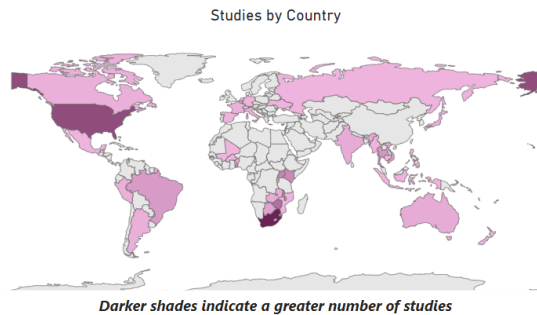 Studies by Country
Darker shades indicate a greater number of studies